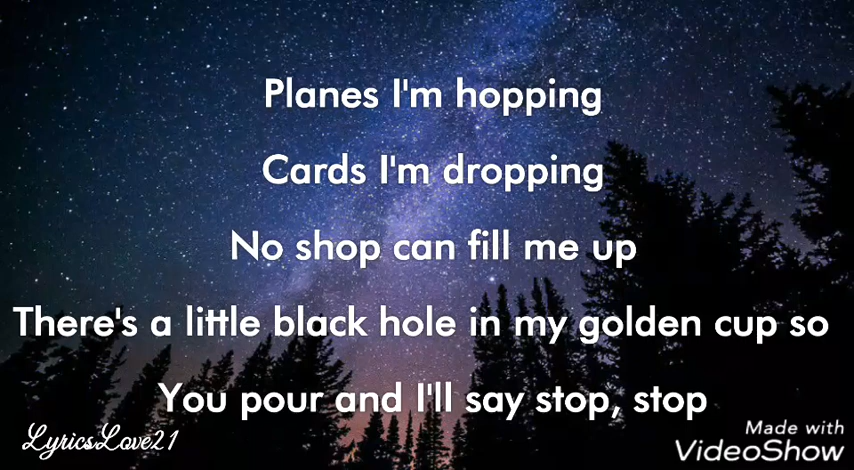 Planes I'm hopping
Cards I'm dropping
No shop can fill me up
There's a little black hole in my golden cup so
You pour and I'll say stop, stop
LyricsLove21
Made with
VideoShow